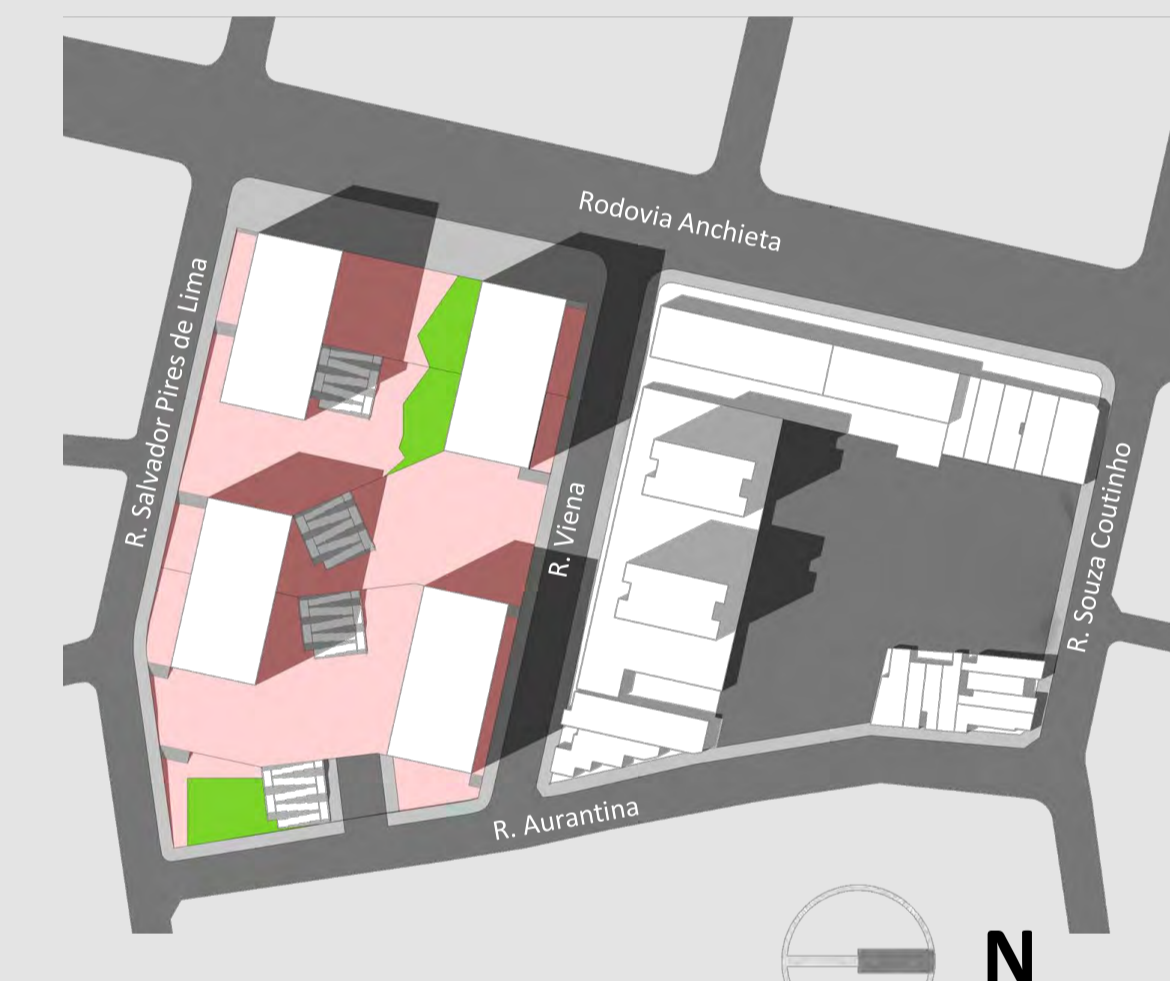 Rodovia Anchieta
R. Salvador Pires de Lima
R. Viena
R. Souza Coutinho
R. Aurantina
N